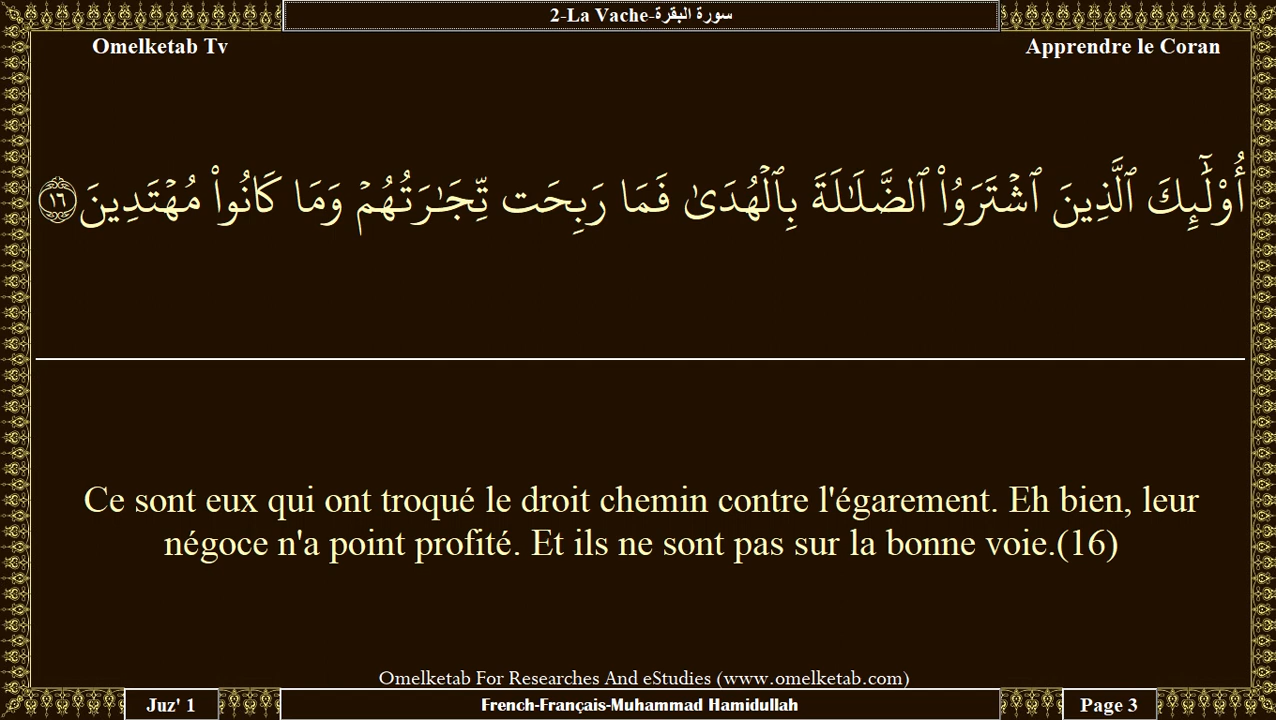 2-La Vache-سورة البقرة
Omelketab Tv
Apprendre le Coran
أُوْلَٰٓئِكَ ٱلَّذِينَ ٱشۡتَرَوُاْ ٱلضَّلَٰلَةَ بِٱلۡهُدَىٰ فَمَا رَبِحَت تِّجَٰرَتُهُمۡ وَمَا كَانُواْ مُهۡتَدِينَ ١٦
Ce sont eux qui ont troqué le droit chemin contre l'égarement. Eh bien, leur
négoce n'a point profité. Et ils ne sont pas sur la bonne voie.(16)
Omelketab For Researches And eStudies (www.omelketab.com)
Juz' 1
French-Français-Muhammad Hamidullah
Page 3